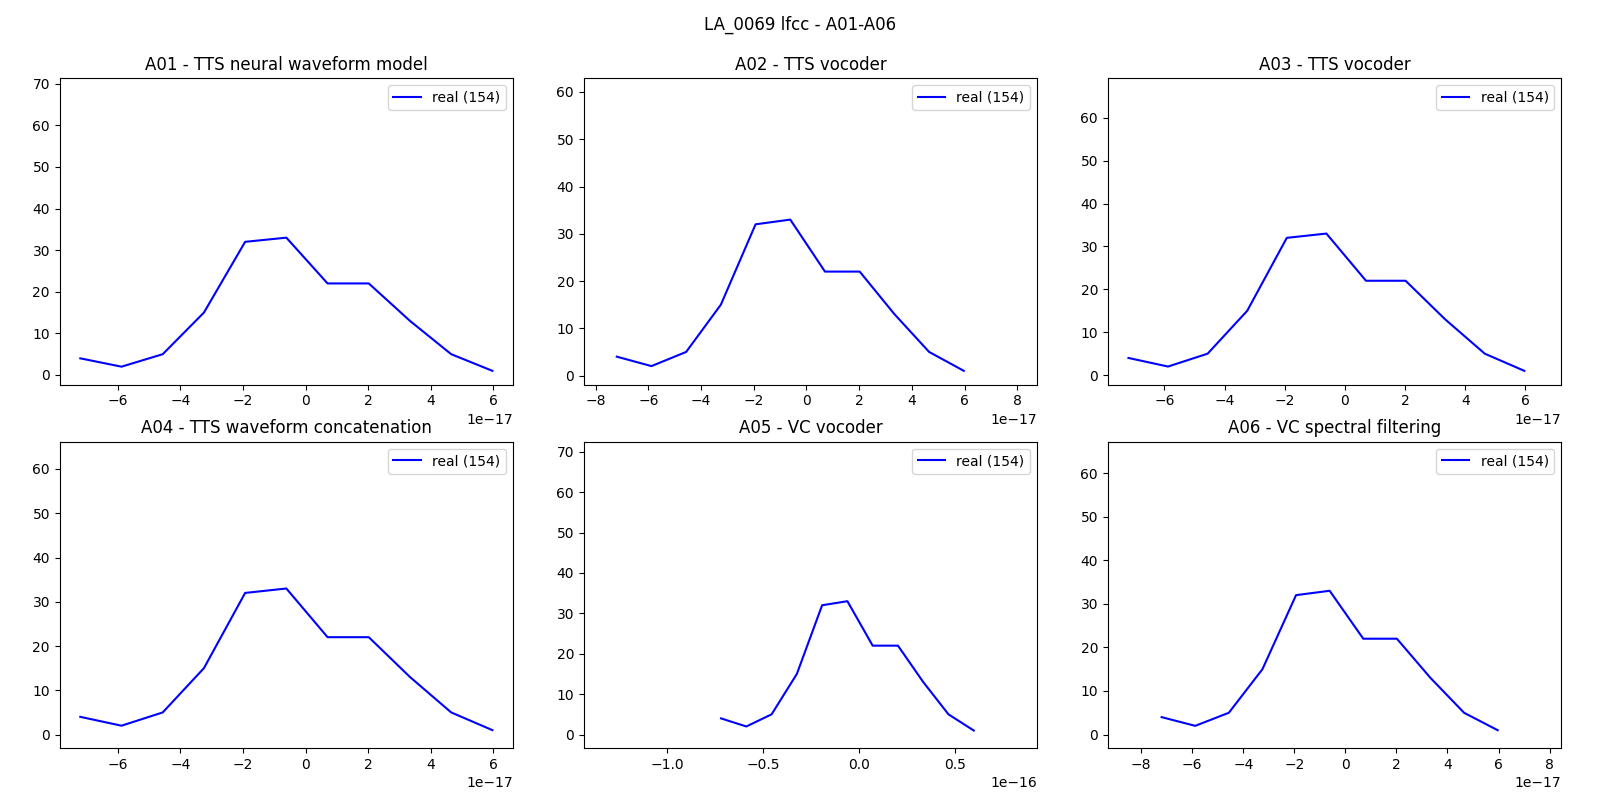 LA_0069 lfcc - A01-A06
A01 - TTS neural waveform model
A02 - TTS vocoder
A03 - TTS vocoder
real (154)
real (154)
real (154)
70
60
50
40
30
20
10
0
60
50
40
30
20
10
0
60
50
40
30
20
10
0
−6 −4 −2 0 2 4 6
1e−17
−8 −6 −4 −2 0 2 4 6 8
−6 −4 −2 0 2 4 6
1e−17
A04 - TTS waveform concatenation
A05 - VC vocoder
A06 - VC spectral filtering
real (154)
real (154)
real (154)
60
50
40
30
20
10
0
70
60
50
40
30
20
10
0
60
50
40
30
20
10
0
−6 −4 −2 0 2 4 6
1e−17
−1.0 −0.5 0.0 0.5
1e−16
−8 −6 −4 −2 0 2 4 6 8
1e−17